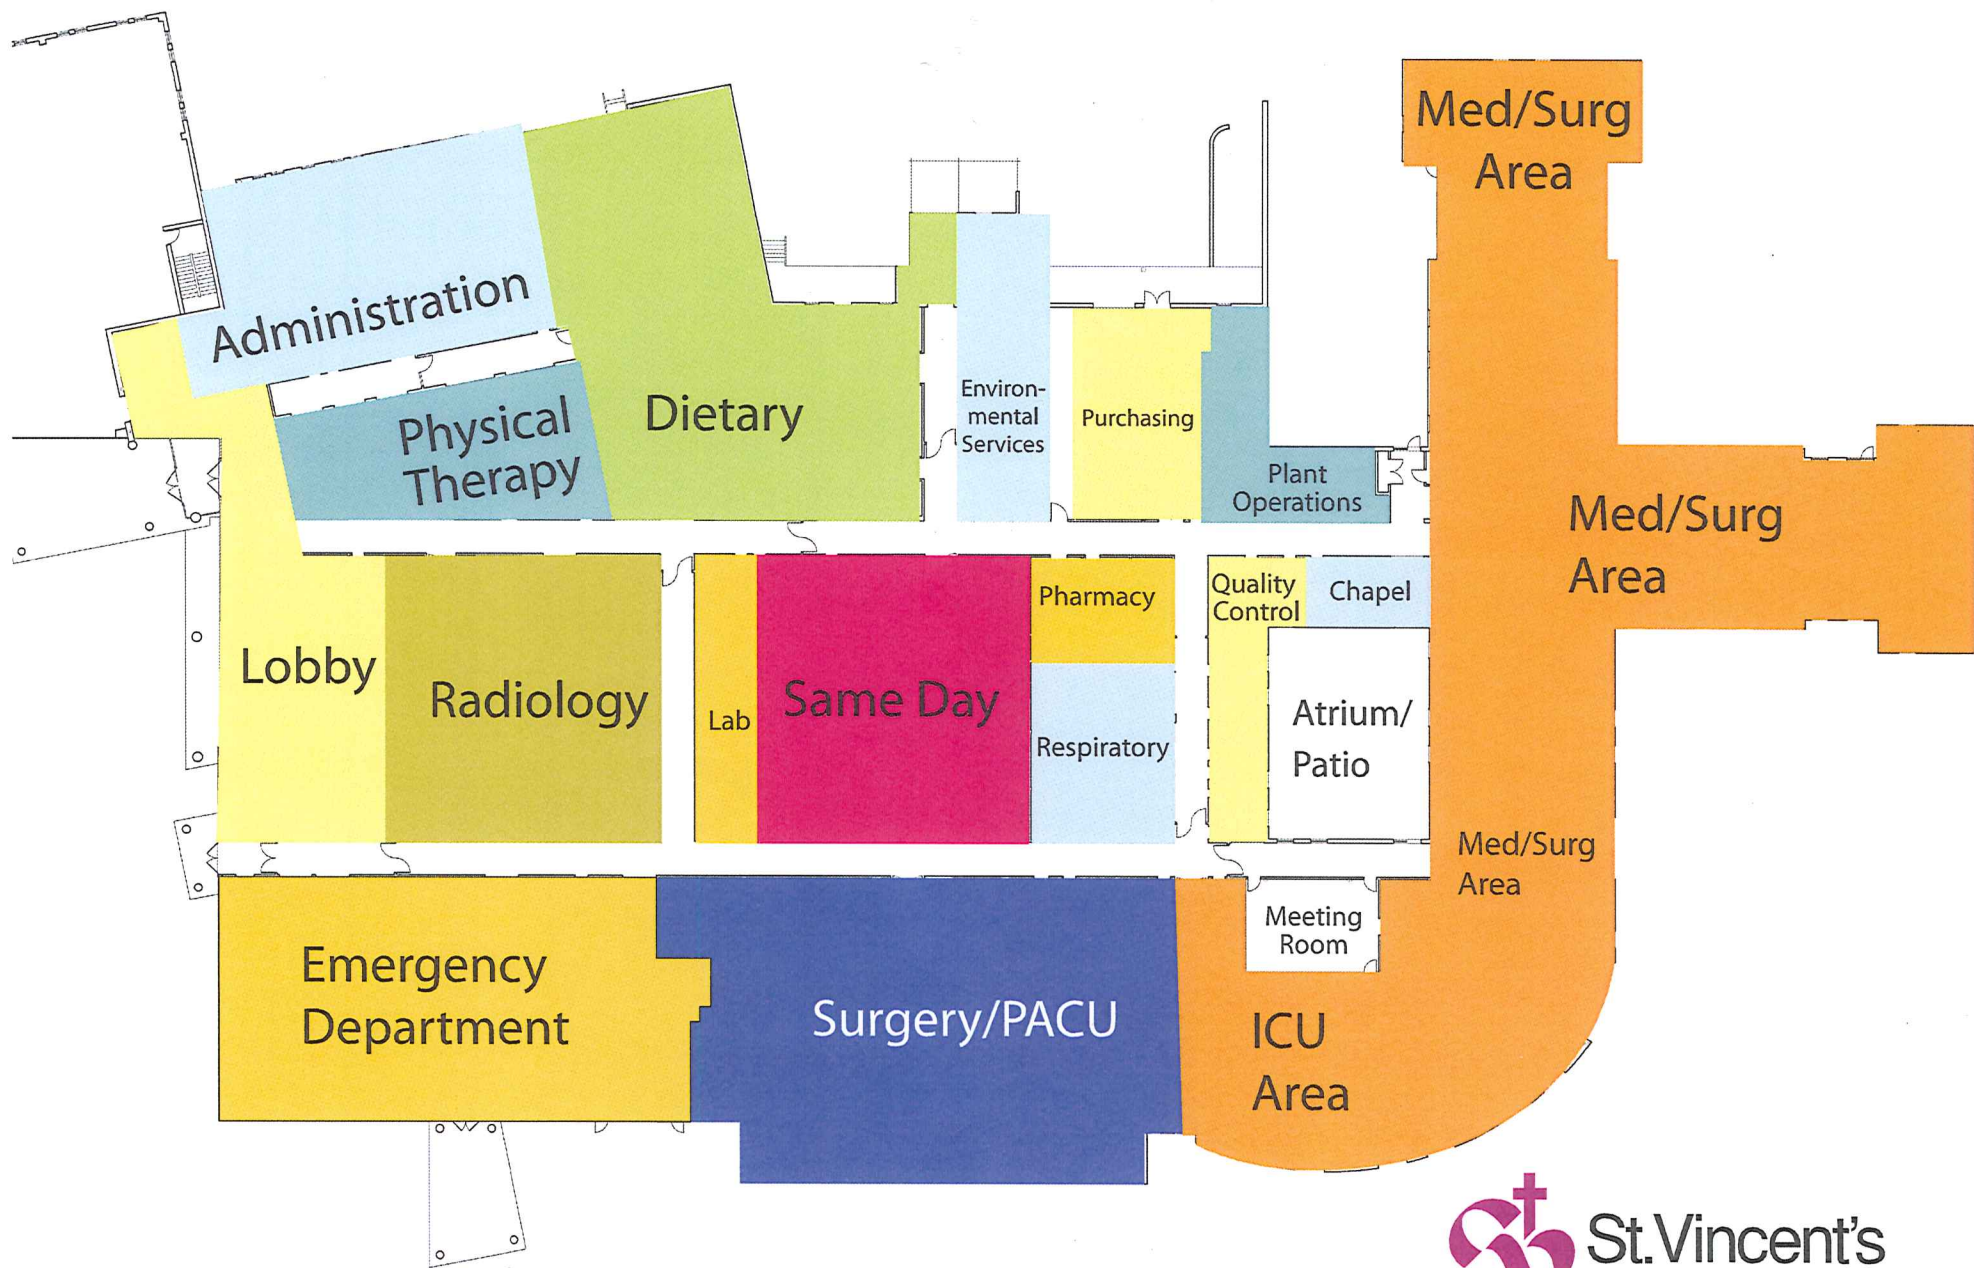 Med/Surg
Area
Administration
Physical
Therapy
Dietary
Environ-
mental
Services
Purchasing
Plant
Operations
Med/Surg
Area
Lobby
Radiology
Lab
Same Day
Pharmacy
Respiratory
Quality
Control
Chapel
Atrium/
Patio
Med/Surg
Area
Meeting
Room
Emergency
Department
Surgery/PACU
ICU
Area
St.Vincent's